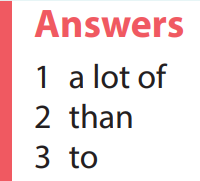 Answers
1 a lot of
2 than
3 to